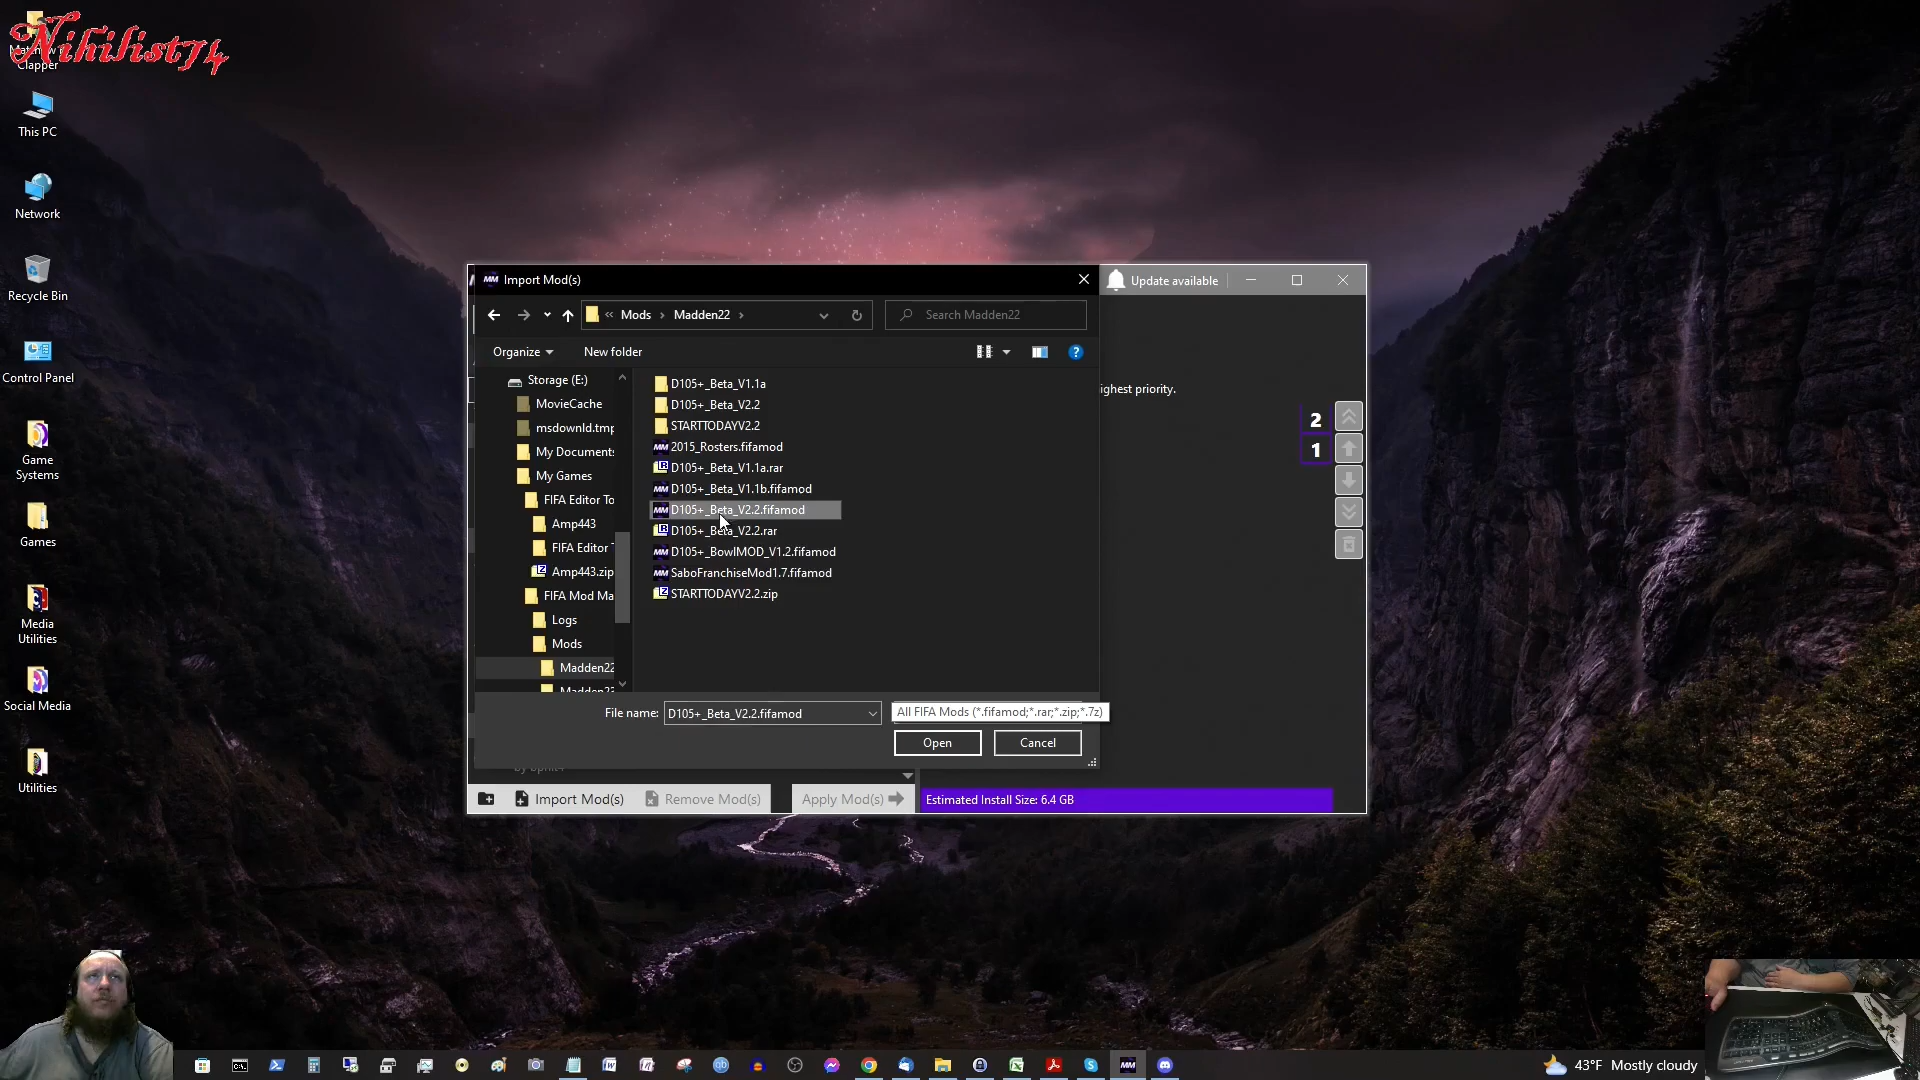 Nihilist74
Clapper
This PC
Network
Recycle Bin
Control Panel
Game
Systems
Games
Media
Utilities
Social Media
Utilities
MM Import Mod(s)
Update available
« Mods › Madden22 ›
Search Madden22
Organize
New folder
Storage (E:)
MovieCache
msdownld.tmp
My Document
My Games
FIFA Editor To
Amp443
FIFA Editor
Amp443.zip
FIFA Mod Ma
Logs
Mods
Madden22
Madden23
D105+_Beta_V1.1a
D105+_Beta_V2.2
STARTTODAYV2.2
2015_Rosters.fifamod
D105+_Beta_V1.1a.rar
D105+_Beta_V1.1b.fifamod
D105+_Beta_V2.2.fifamod
D105+_Beta_V2.2.rar
D105+_BowlMOD_V1.2.fifamod
SaboFranchiseMod1.7.fifamod
STARTTODAYV2.2.zip
ighest priority.
2
1
File name: D105+_Beta_V2.2.fifamod
All FIFA Mods (*.fifamod;*.rar;*.zip;*.7z)
Open
Cancel
Import Mod(s)
Remove Mod(s)
Apply Mod(s)
Estimated Install Size: 6.4 GB
43°F Mostly cloudy